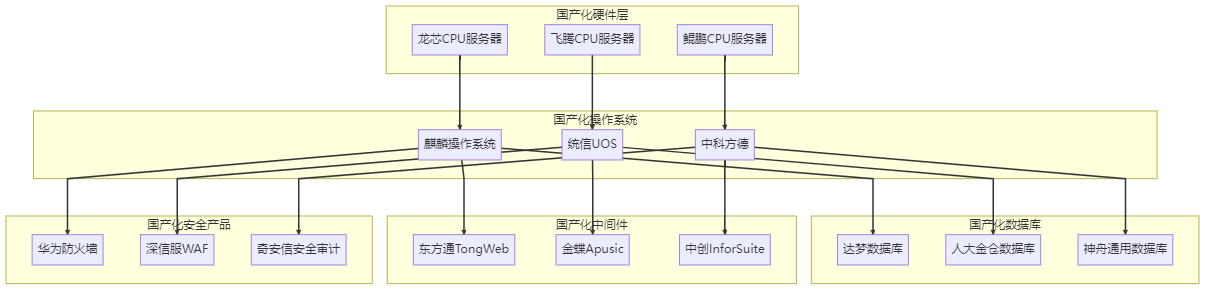 国产化硬件层
龙芯CPU服务器
飞腾CPU服务器
鲲鹏CPU服务器
国产化操作系统
麒麟操作系统
统信UOS
中科方德
国产化安全产品
华为防火墙
深信服WAF
奇安信安全审计
国产化中间件
东方通TongWeb
金蝶Apusic
中创InforSuite
国产化数据库
达梦数据库
人大金仓数据库
神舟通用数据库